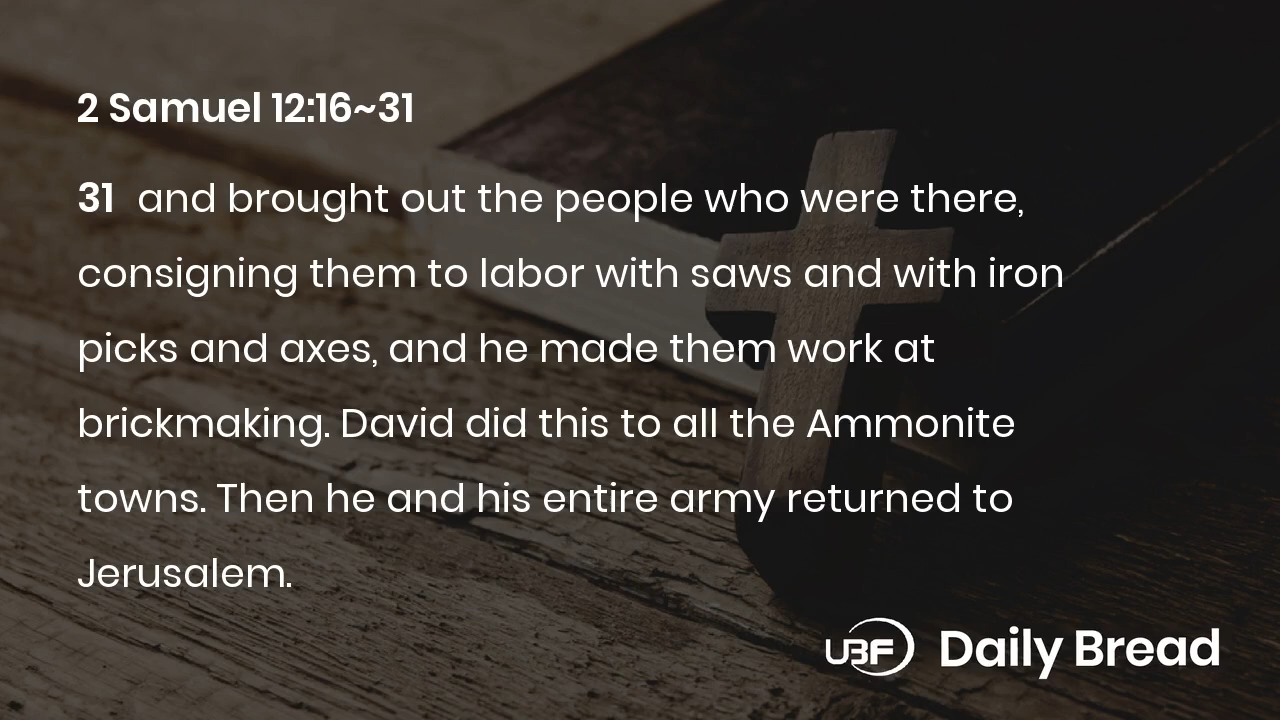 2 Samuel 12:16~31
31 and brought out the people who were there,
consigning them to labor with saws and with iron
picks and axes, and he made them work at
brickmaking. David did this to all the Ammonite
towns. Then he and his entire army returned to
Jerusalem.
UBF Daily Bread